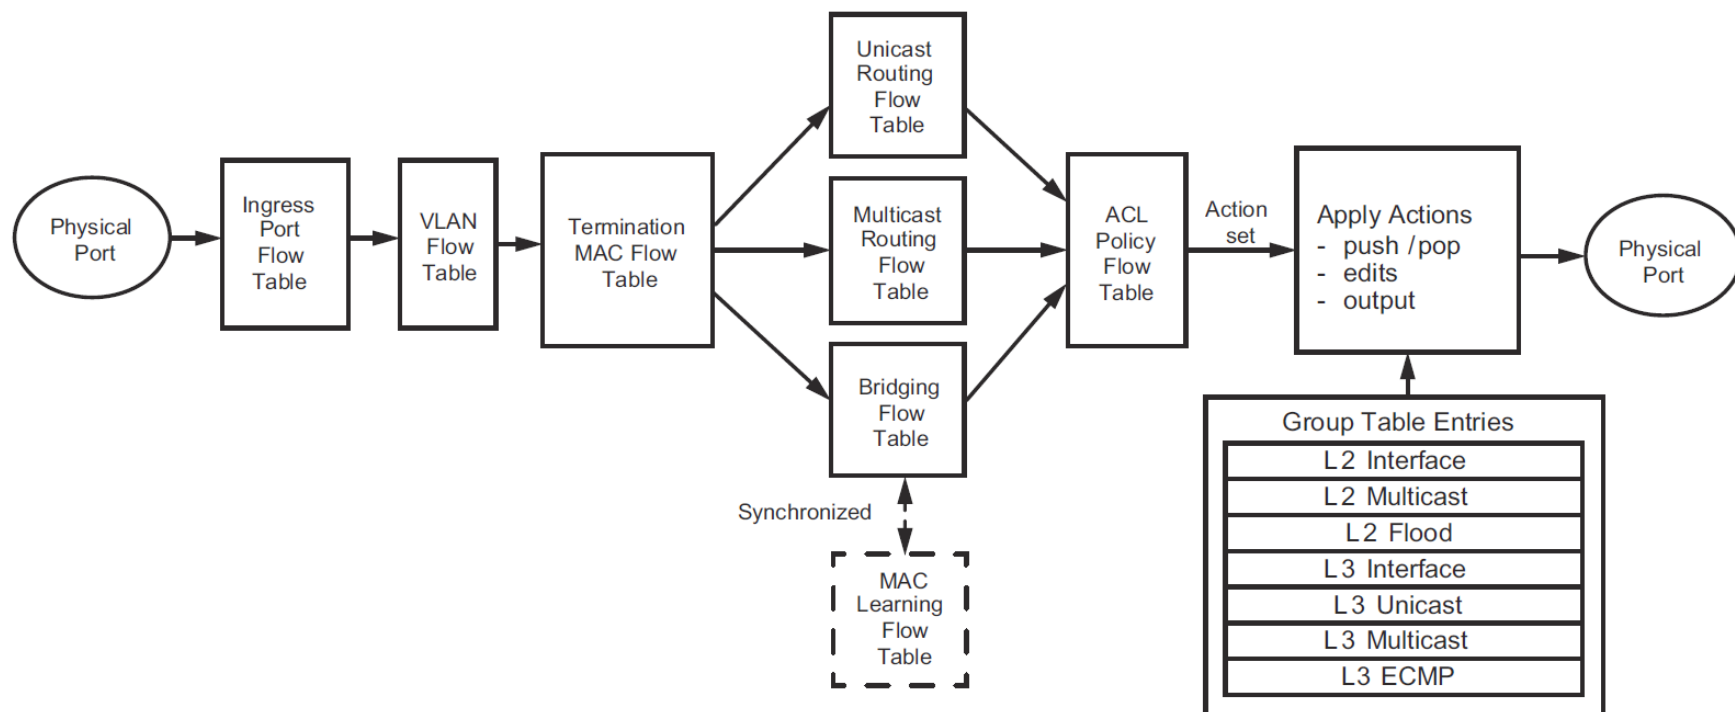 Physical
Port
Ingress
Port
Flow
Table
VLAN
Flow
Table
Termination
MAC Flow
Table
Unicast
Routing
Flow
Table
Multicast
Routing
Flow
Table
Bridging
Flow
Table
Synchronized
MAC
Learning
Flow
Table
ACL
Policy
Flow
Table
Action
set
Apply Actions
- push /pop
- edits
- output
Physical
Port
Group Table Entries
L2 Interface
L2 Multicast
L2 Flood
L3 Interface
L3 Unicast
L3 Multicast
L3 ECMP